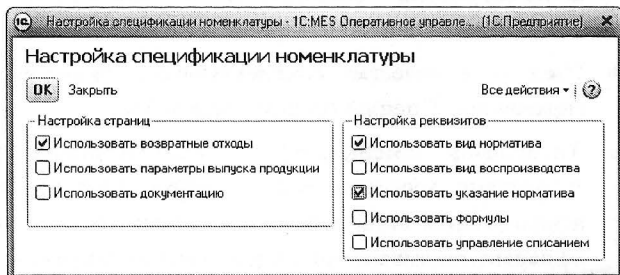 Настройка спецификации номенклатуры - 1С:MES Оперативное управле... (1С:Предприятие)
Настройка спецификации номенклатуры
ОК Закрыть Все действия
Настройка страниц
Использовать возвратные отходы
Использовать параметры выпуска продукции
Использовать документацию
Настройка реквизитов
Использовать вид норматива
Использовать вид воспроизводства
Использовать указание норматива
Использовать формулы
Использовать управление списанием